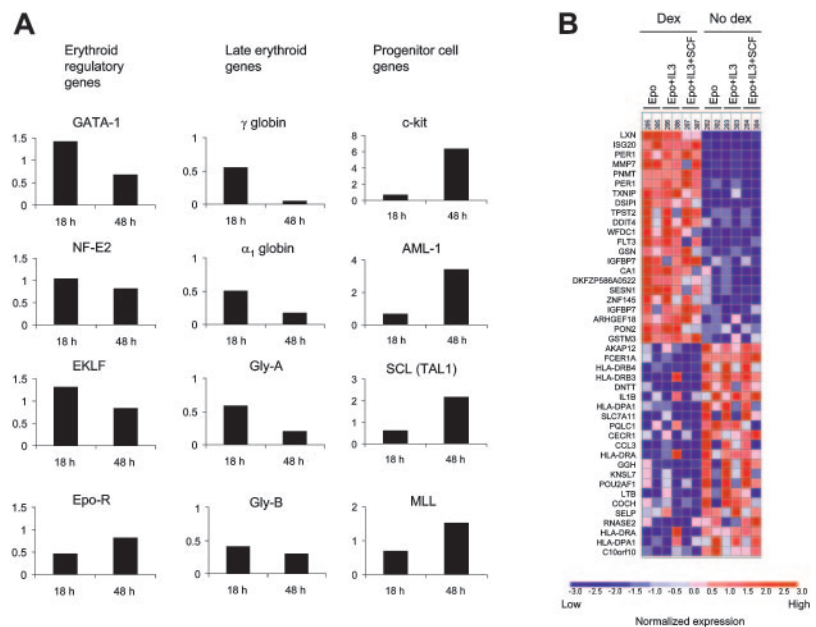 A
Erythroid
regulatory
genes
Late erythroid
genes
Progenitor cell
genes
GATA-1
1.5
1
0.5
0
18 h 48 h
γ globin
1.5
1
0.5
0
18 h 48 h
c-kit
8
6
4
2
0
18 h 48 h
NF-E2
1.5
1
0.5
0
18 h 48 h
α1 globin
1.5
1
0.5
0
18 h 48 h
AML-1
4
2
0
18 h 48 h
EKLF
1.5
1
0.5
0
18 h 48 h
Gly-A
1
0.5
0
18 h 48 h
SCL (TAL1)
3
2
1
0
18 h 48 h
Epo-R
1.5
1
0.5
0
18 h 48 h
Gly-B
1
0.8
0.4
0
18 h 48 h
MLL
2
1
0
18 h 48 h
B
Dex No dex
Epo
Epo+IL3
Epo+IL3+SCF
Epo
Epo+IL3
Epo+IL3+SCF
LXN
ISG20
PER1
MMP7
PNMT
PER1
TXNIP
DSIPI
TPST2
DDIT4
WFDC1
FLT3
GSN
IGFBP7
CA1
DKFZP586A0522
SESN1
ZNF145
IGFBP7
ARHGEF18
PON2
GSTM3
AKAP12
FCER1A
HLA-DRB4
HLA-DRB3
DNTT
IL1B
HLA-DPA1
SLC7A11
PQLC1
CECR1
CCL3
HLA-DRA
GGH
KNSL7
POU2AF1
LTB
COCH
SELP
RNASE2
HLA-DRA
HLA-DPA1
C10orf10
-3.0 -2.5 -2.0 -1.5 -1.0 -0.5 0.0 0.5 1.0 1.5 2.0 2.5 3.0
Low High
Normalized expression